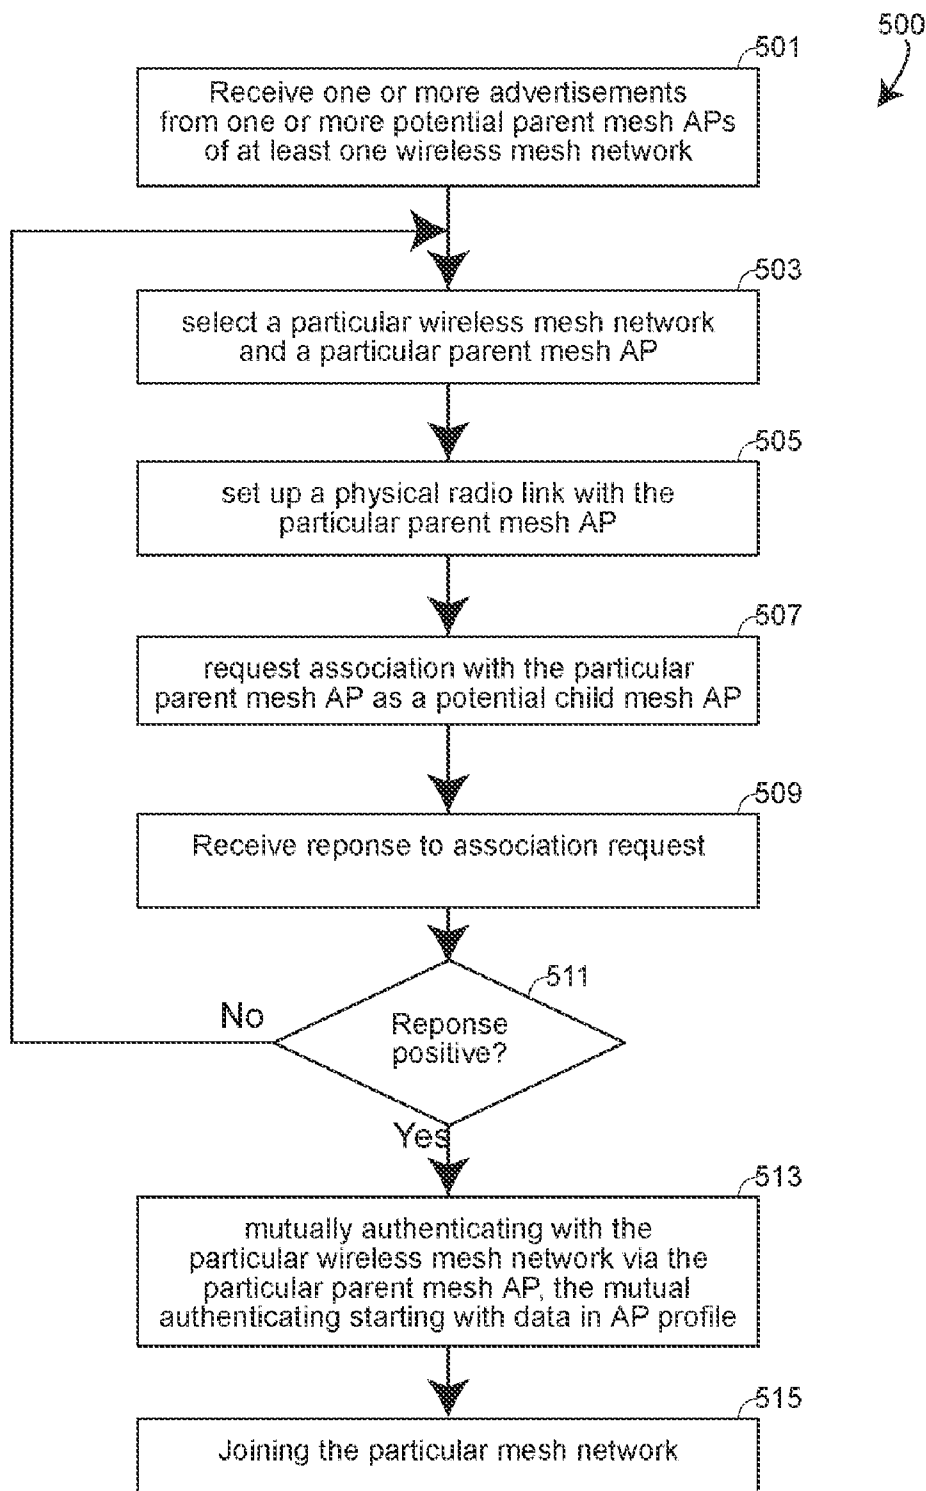 500
501
Receive one or more advertisements
from one or more potential parent mesh APs
of at least one wireless mesh network
503
select a particular wireless mesh network
and a particular parent mesh AP
505
set up a physical radio link with the
particular parent mesh AP
507
request association with the particular
parent mesh AP as a potential child mesh AP
509
Receive reponse to association request
511
Reponse
positive?
No
Yes
513
mutually authenticating with the
particular wireless mesh network via the
particular parent mesh AP, the mutual
authenticating starting with data in AP profile
515
Joining the particular mesh network